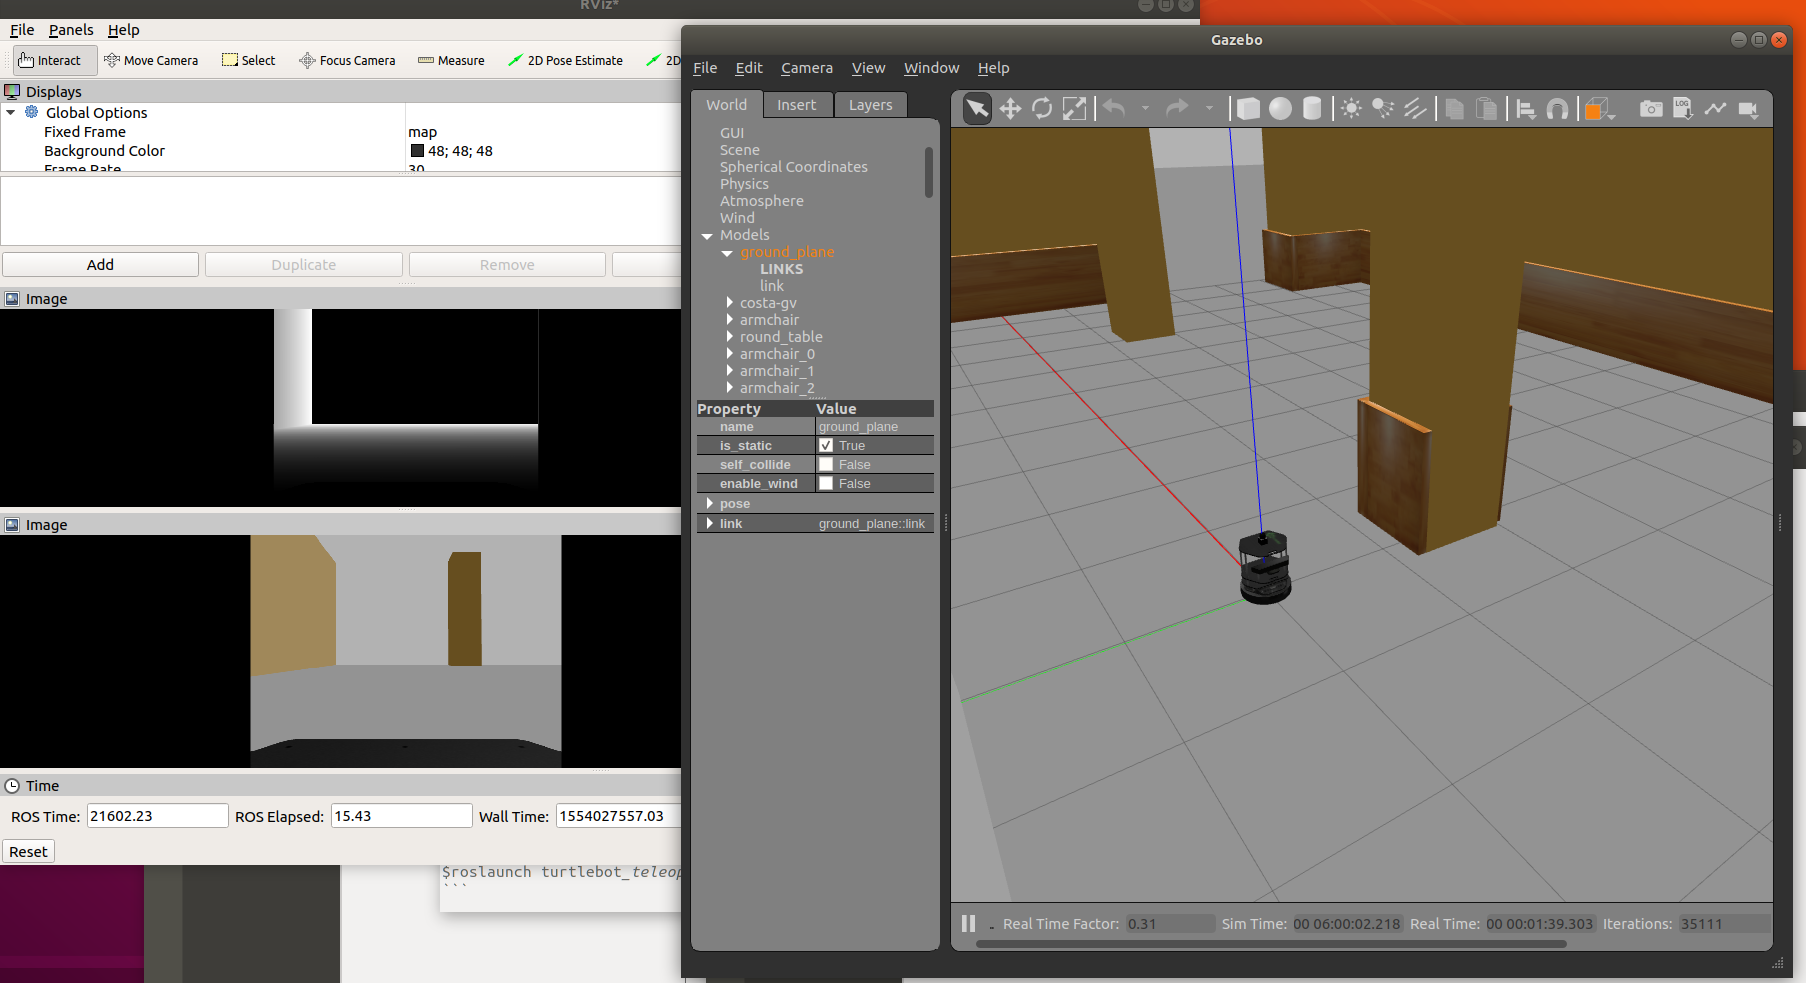 RViz*
File Panels Help
Interact Move Camera Select Focus Camera Measure 2D Pose Estimate 2D
Displays
Global Options
Fixed Frame map
Background Color 48; 48; 48
Frame Rate 30
Add Duplicate Remove
Image
Image
Time
ROS Time: 21602.23 ROS Elapsed: 15.43 Wall Time: 1554027557.03
Reset
$roslaunch turtlebot_teleop
```
Gazebo
File Edit Camera View Window Help
World Insert Layers
LOG
GUI
Scene
Spherical Coordinates
Physics
Atmosphere
Wind
Models
ground_plane
LINKS
link
costa-gv
armchair
round_table
armchair_0
armchair_1
armchair_2
Property Value
name ground_plane
is_static True
self_collide False
enable_wind False
pose
link ground_plane::link
Real Time Factor: 0.31 Sim Time: 00 06:00:02.218 Real Time: 00 00:01:39.303 Iterations: 35111